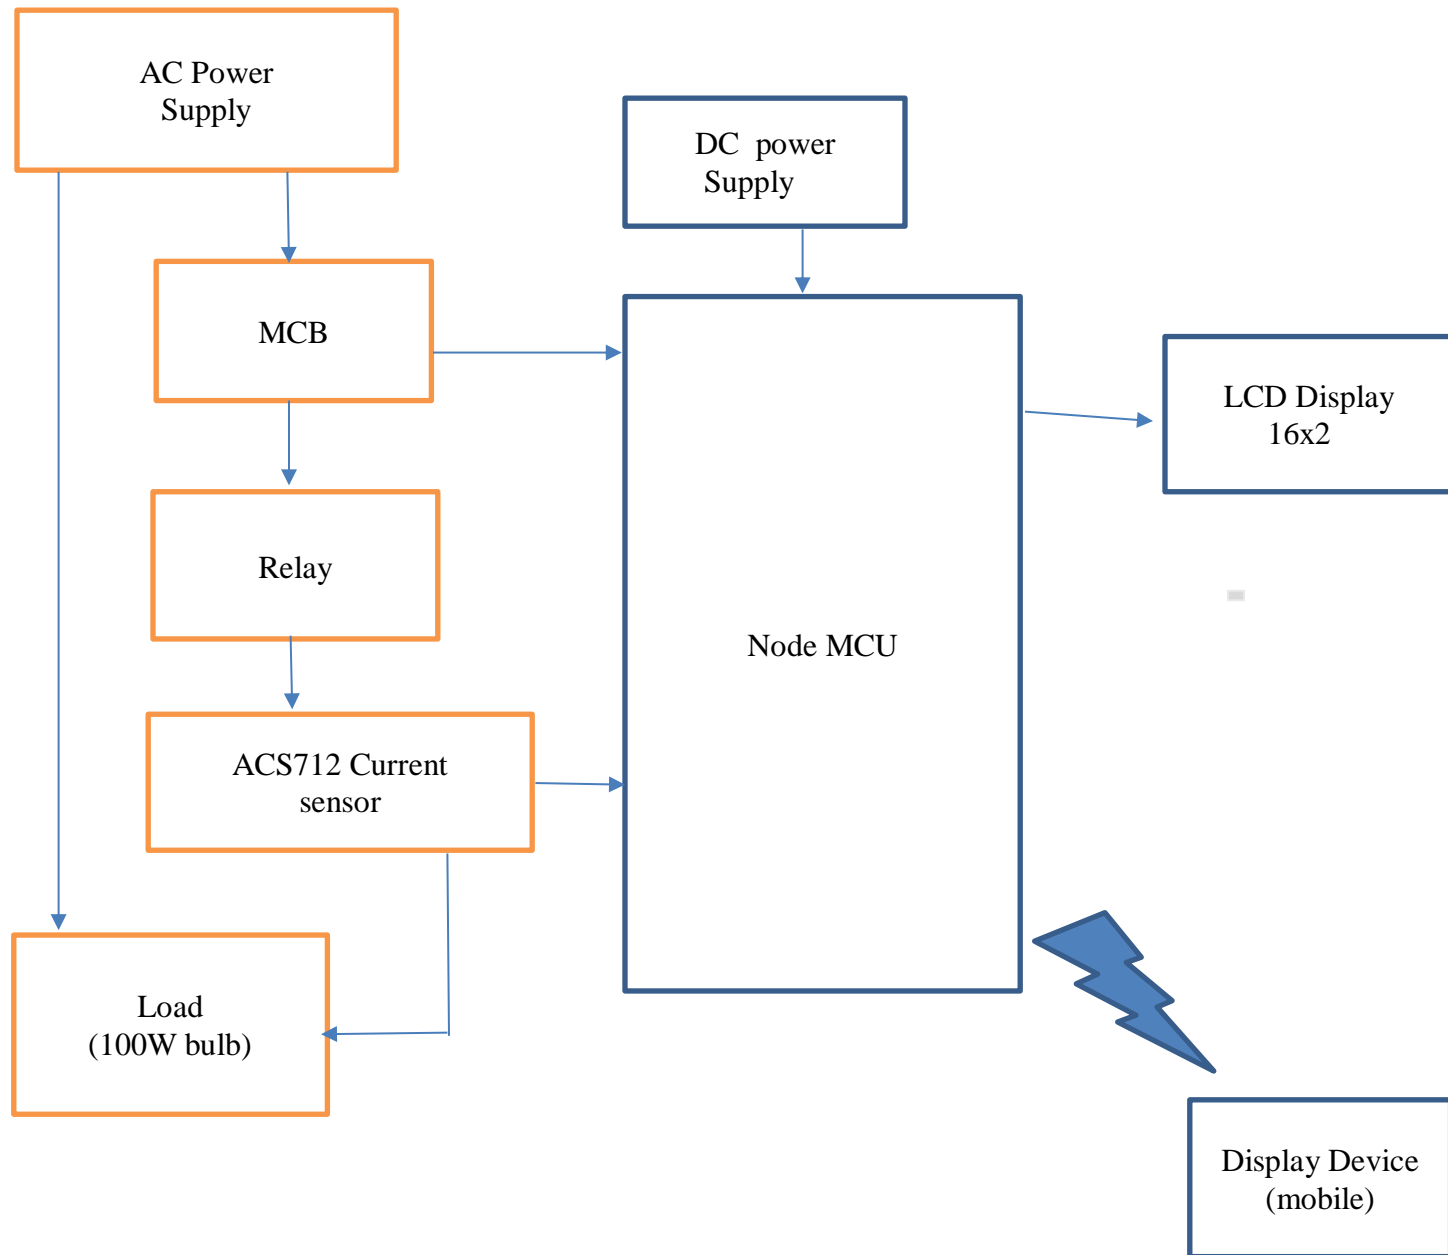 AC Power
Supply
DC  power
Supply
MCB
LCD Display
16x2
Relay
Node MCU
ACS712 Current
sensor
Load
(100W bulb)
Display Device
(mobile)